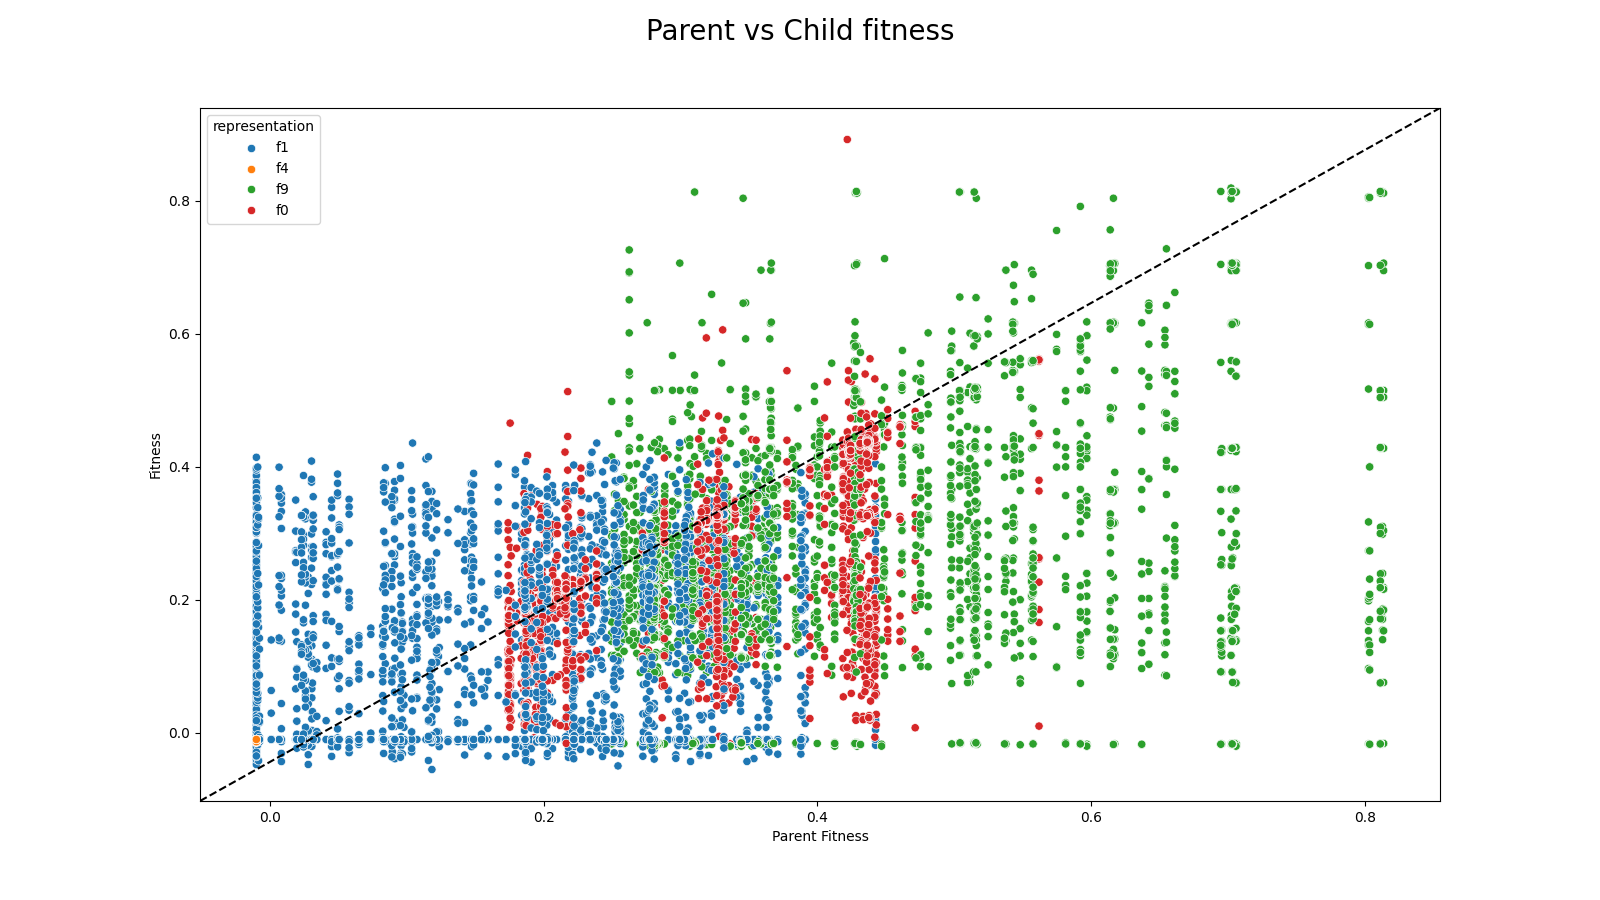 Parent vs Child fitness
representation
f1
f4
f9
f0
Fitness
0.8
0.6
0.4
0.2
0.0
0.0 0.2 0.4 0.6 0.8
Parent Fitness